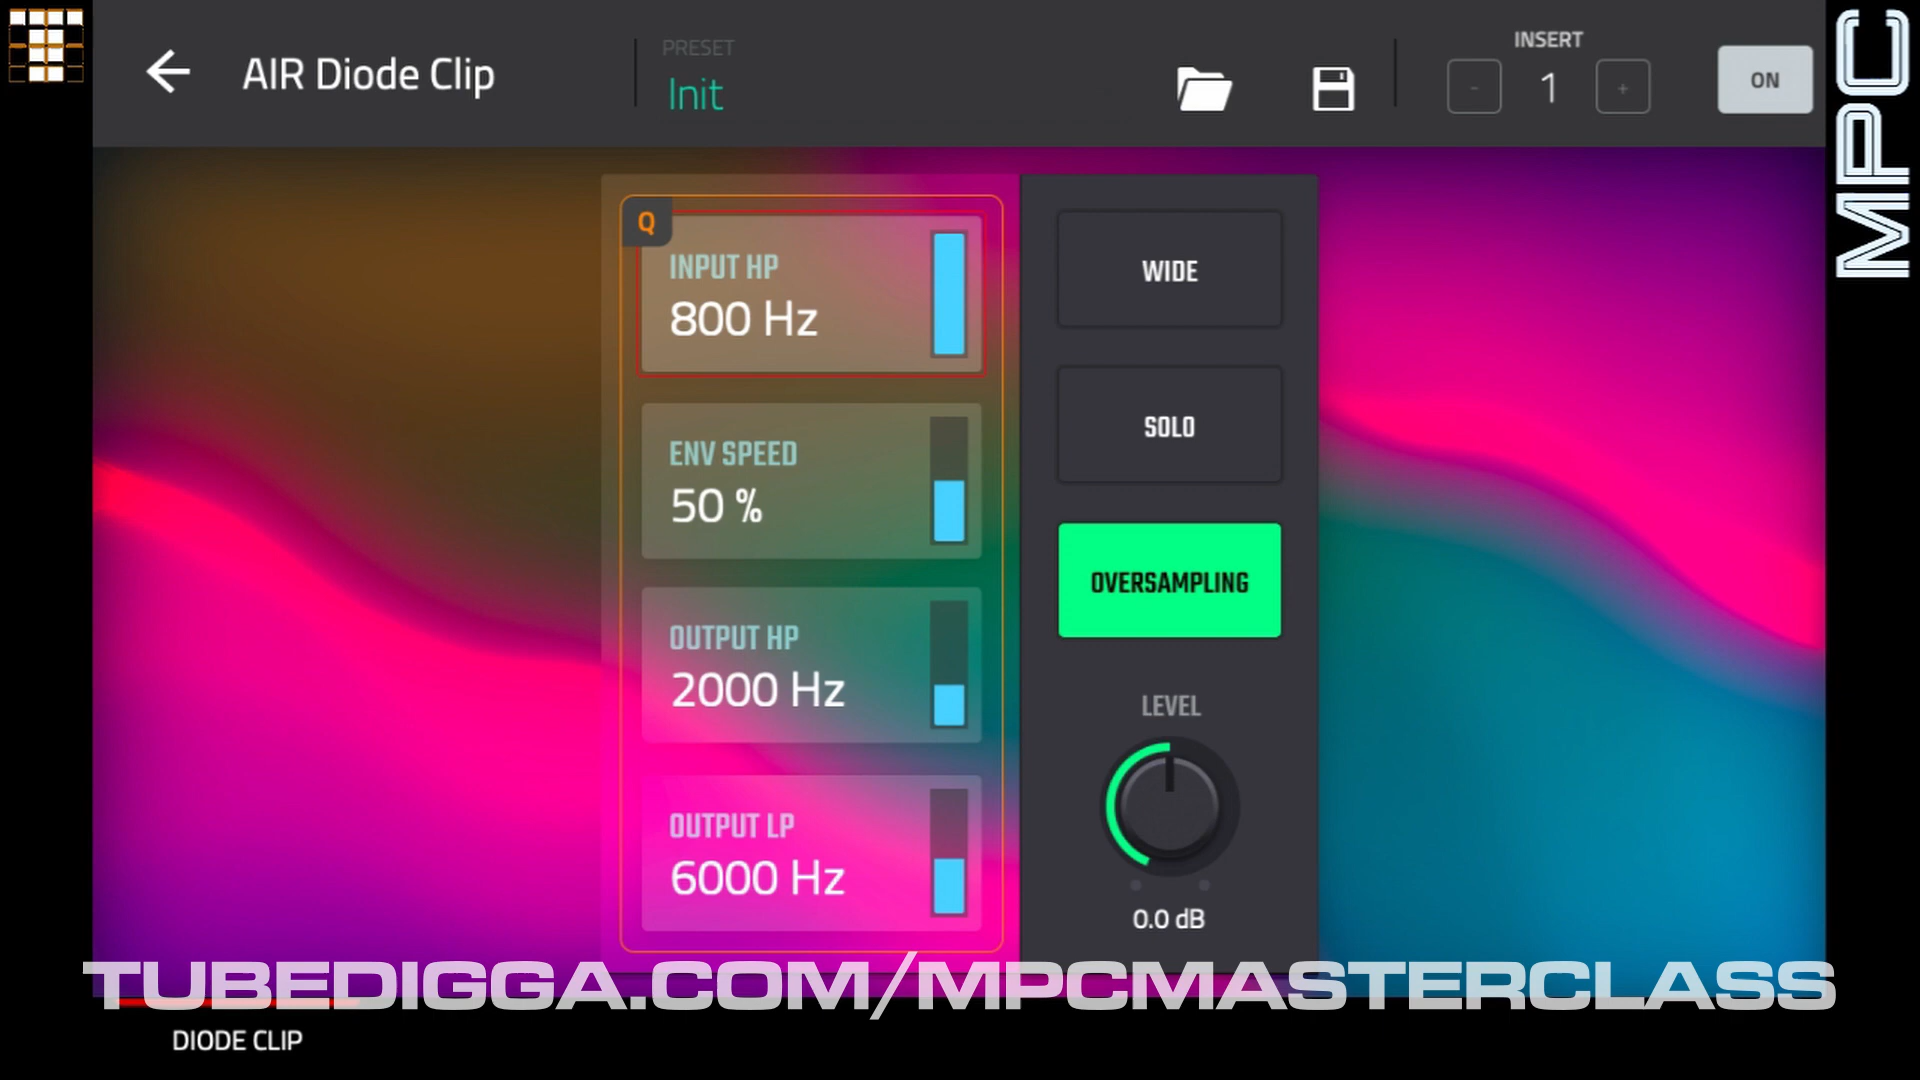 AIR Diode Clip
PRESET
Init
INSERT
- 1 +
ON
MPC
Q
INPUT HP
800 Hz
ENV SPEED
50 %
OUTPUT HP
2000 Hz
OUTPUT LP
6000 Hz
WIDE
SOLO
OVERSAMPLING
LEVEL
0.0 dB
TUBEDIGGA.COM/MPCMASTERCLASS
DIODE CLIP